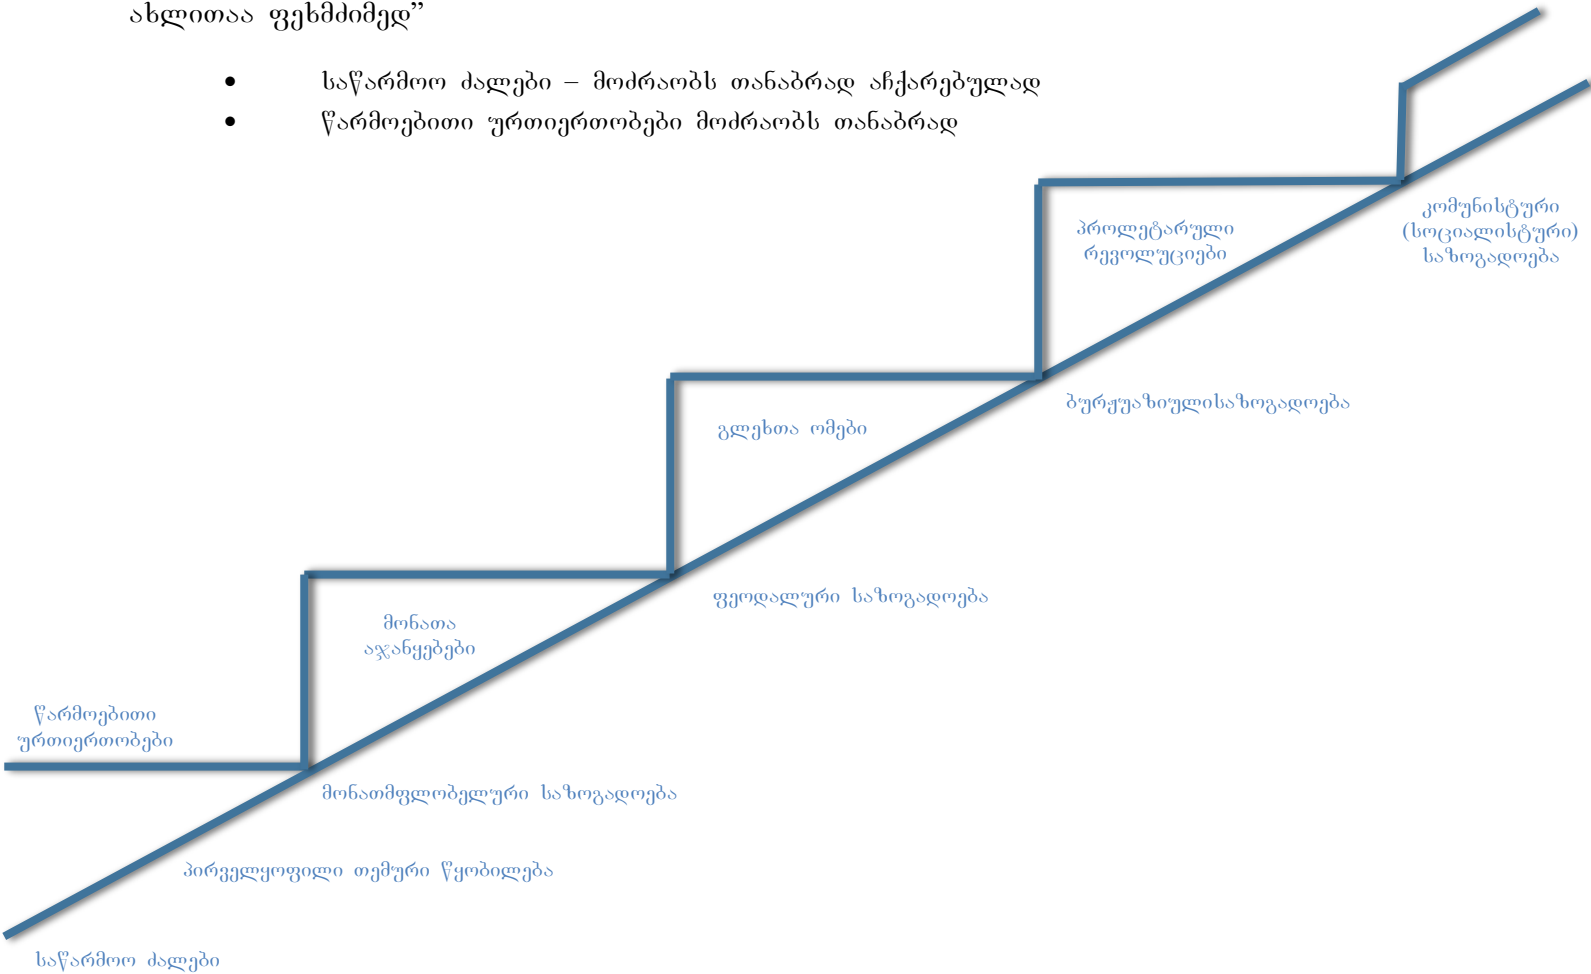 ახლითაა ფეხმძიმედ”
• საწარმოო ძალები – მოძრაობს თანაბრად აჩქარებულად
• წარმოებითი ურთიერთობები მოძრაობს თანაბრად
კომუნისტური
(სოციალისტური)
საზოგადოება
პროლეტარული
რევოლუციები
ბურჟუაზიულისაზოგადოება
გლეხთა ომები
ფეოდალური საზოგადოება
მონათა
აჯანყებები
წარმოებითი
ურთიერთობები
მონათმფლობელური საზოგადოება
პირველყოფილი თემური წყობილება
საწარმოო ძალები